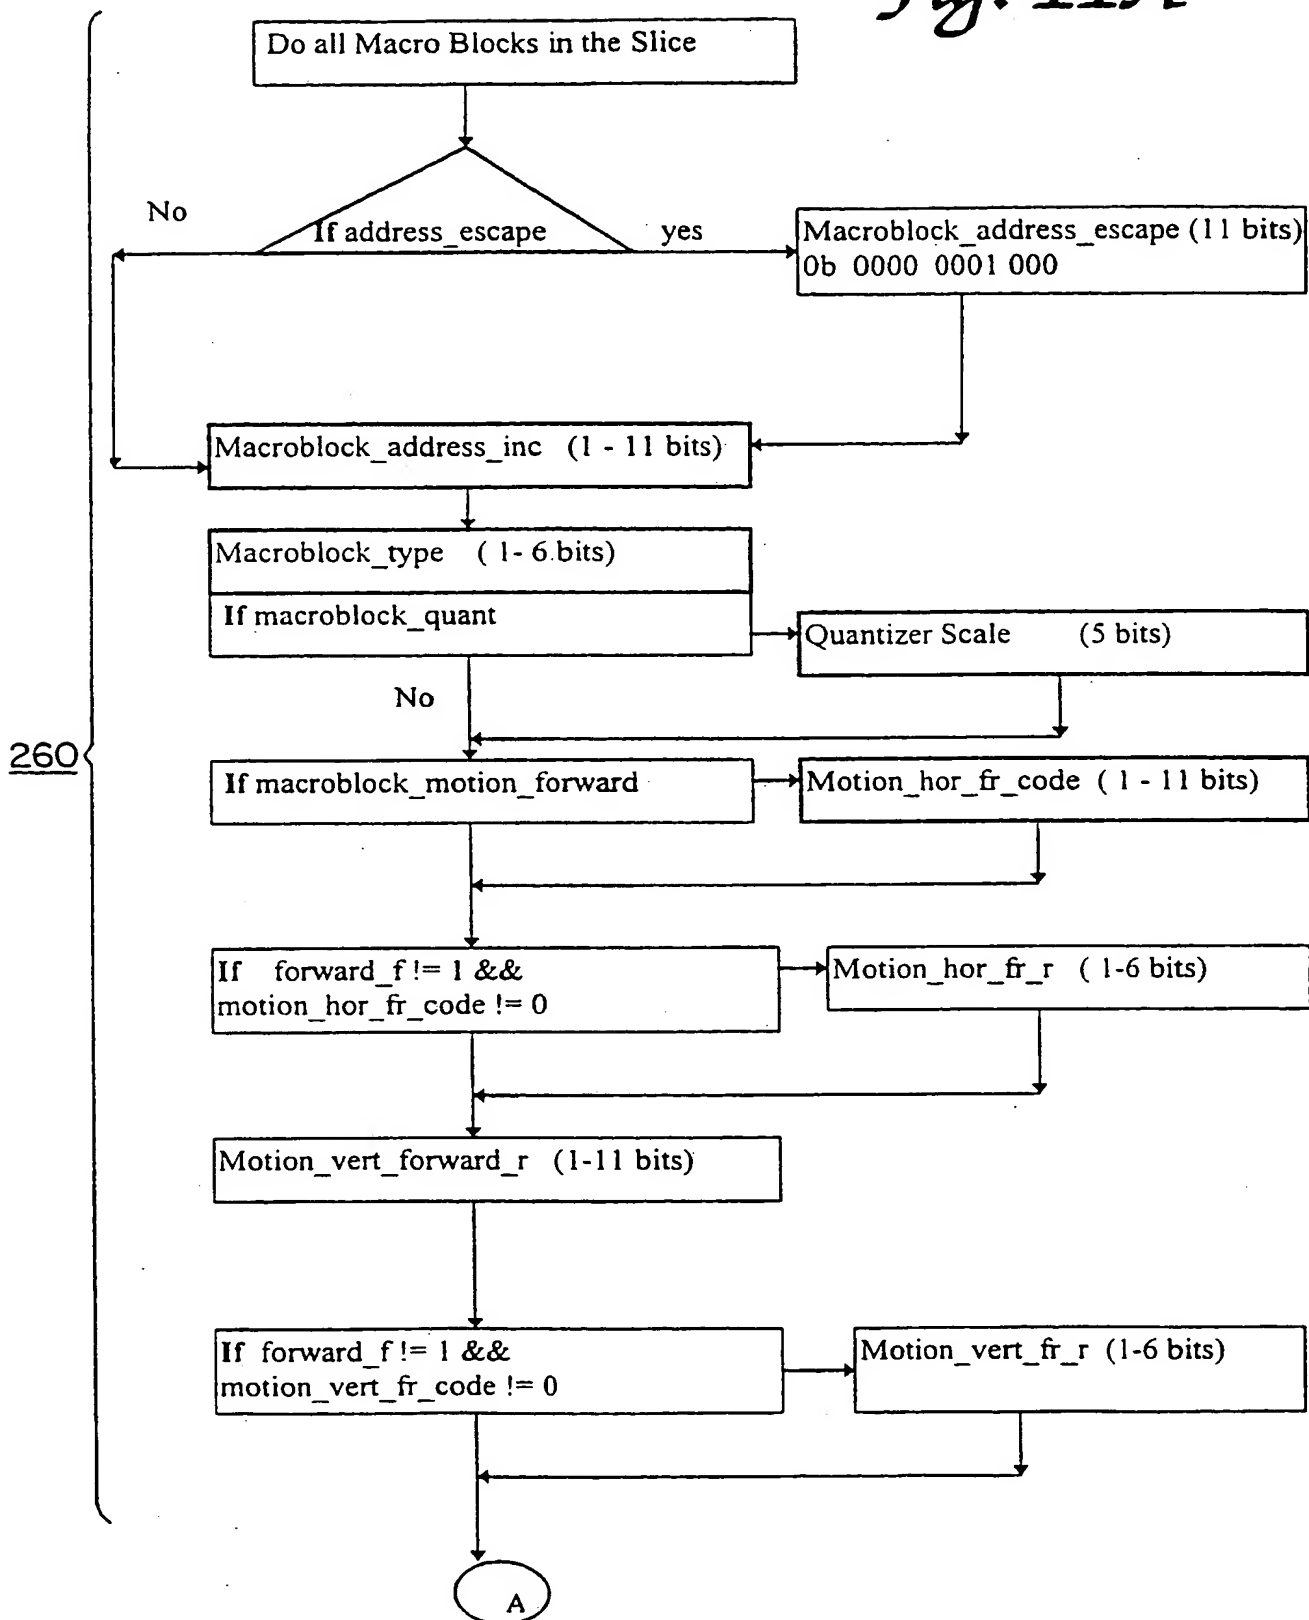 Fig. 11A
Do all Macro Blocks in the Slice
No
If address_escape
yes
Macroblock_address_escape (11 bits)
0b 0000 0001 000
Macroblock_address_inc (1 - 11 bits)
Macroblock_type ( 1- 6 bits)
If macroblock_quant
Quantizer Scale (5 bits)
No
260
If macroblock_motion_forward
Motion_hor_fr_code ( 1 - 11 bits)
If forward_f != 1 &&
motion_hor_fr_code != 0
Motion_hor_fr_r ( 1-6 bits)
Motion_vert_forward_r (1-11 bits)
If forward_f != 1 &&
motion_vert_fr_code != 0
Motion_vert_fr_r (1-6 bits)
A